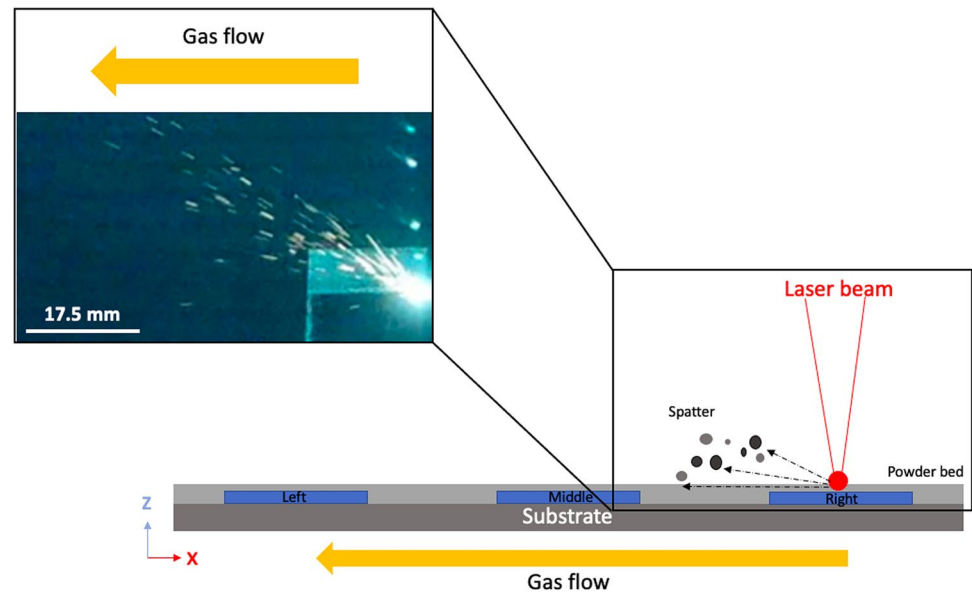 Gas flow
17.5 mm
Laser beam
Spatter
Powder bed
Left
Middle
Right
Substrate
Z
X
Gas flow